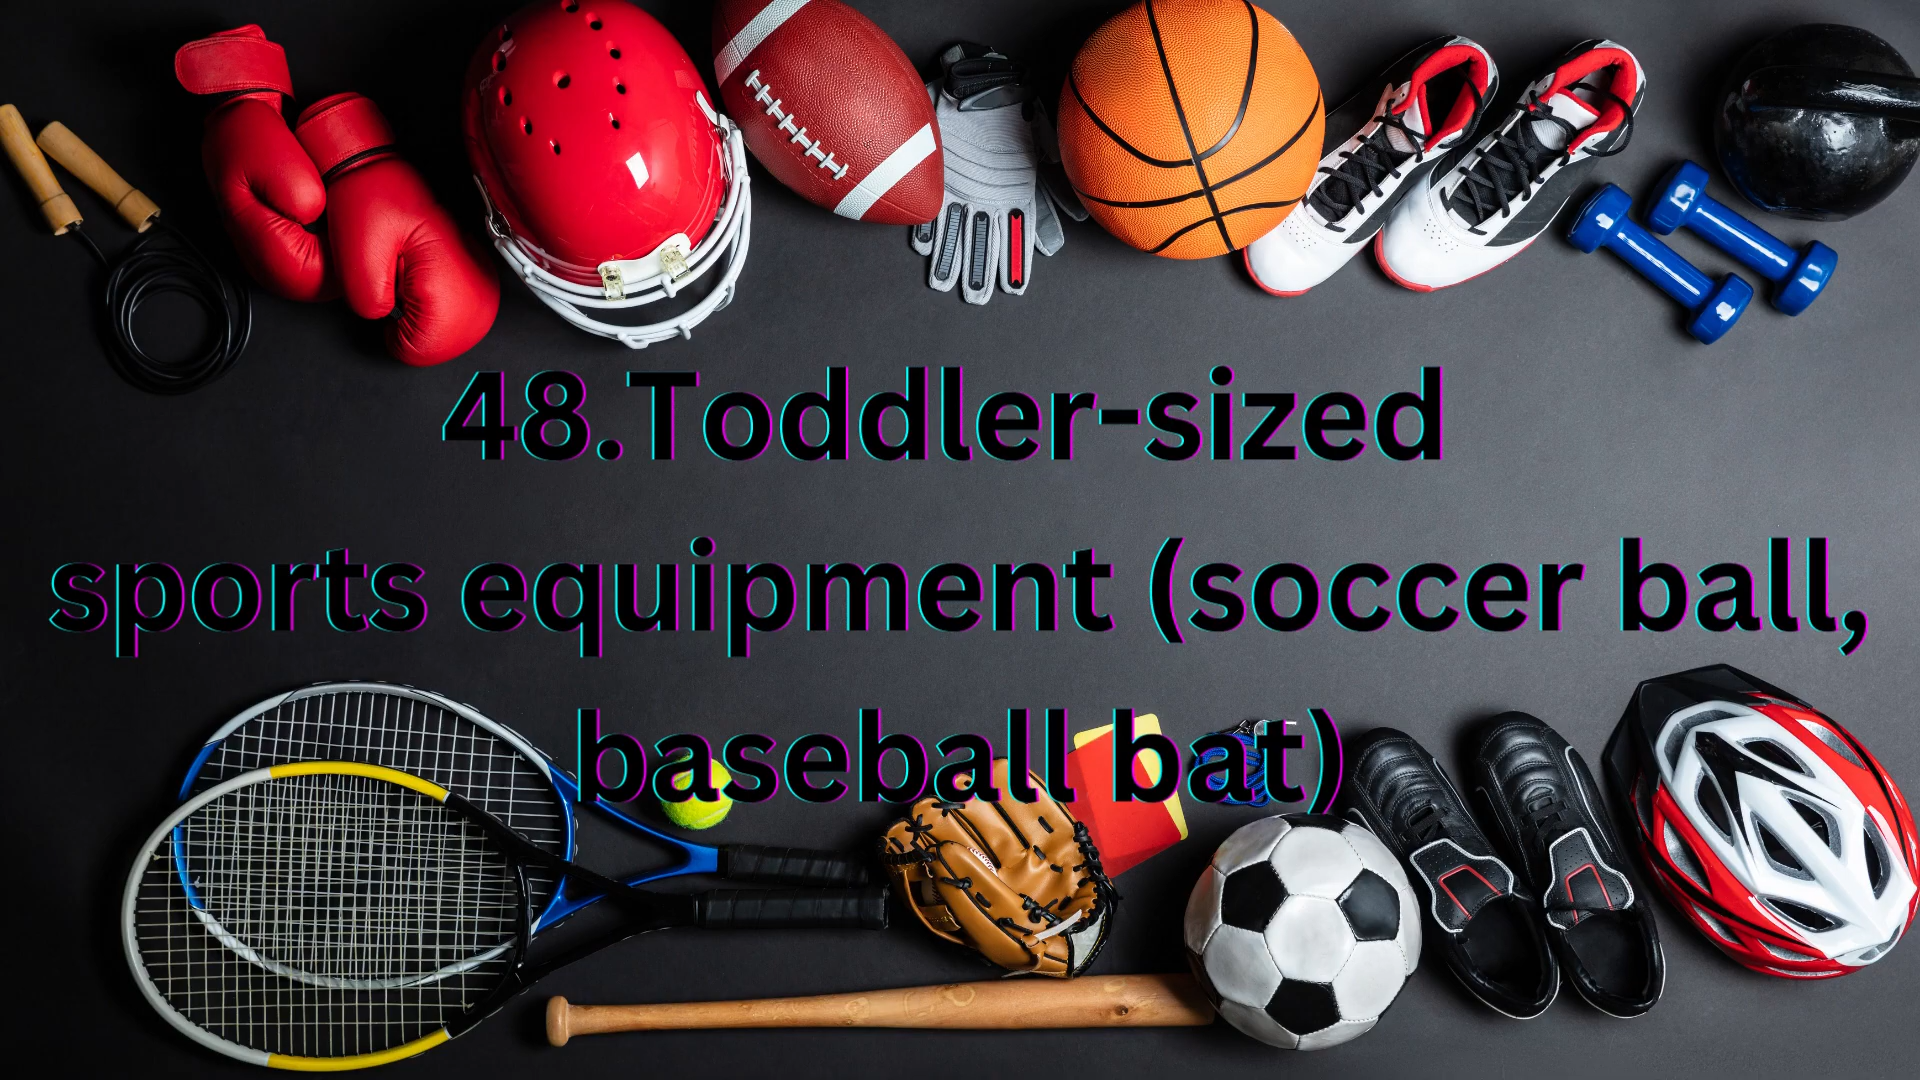 48.Toddler-sized
sports equipment (soccer ball,
baseball bat)